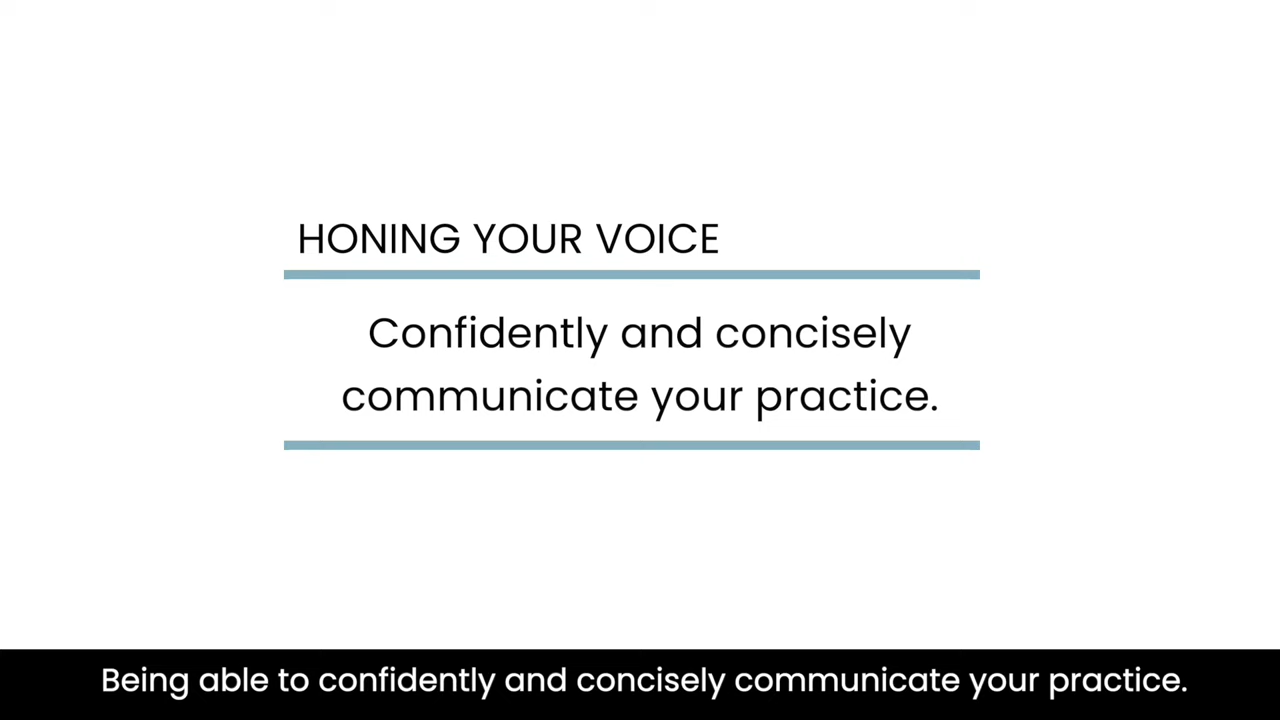 HONING YOUR VOICE
Confidently and concisely
communicate your practice.
Being able to confidently and concisely communicate your practice.